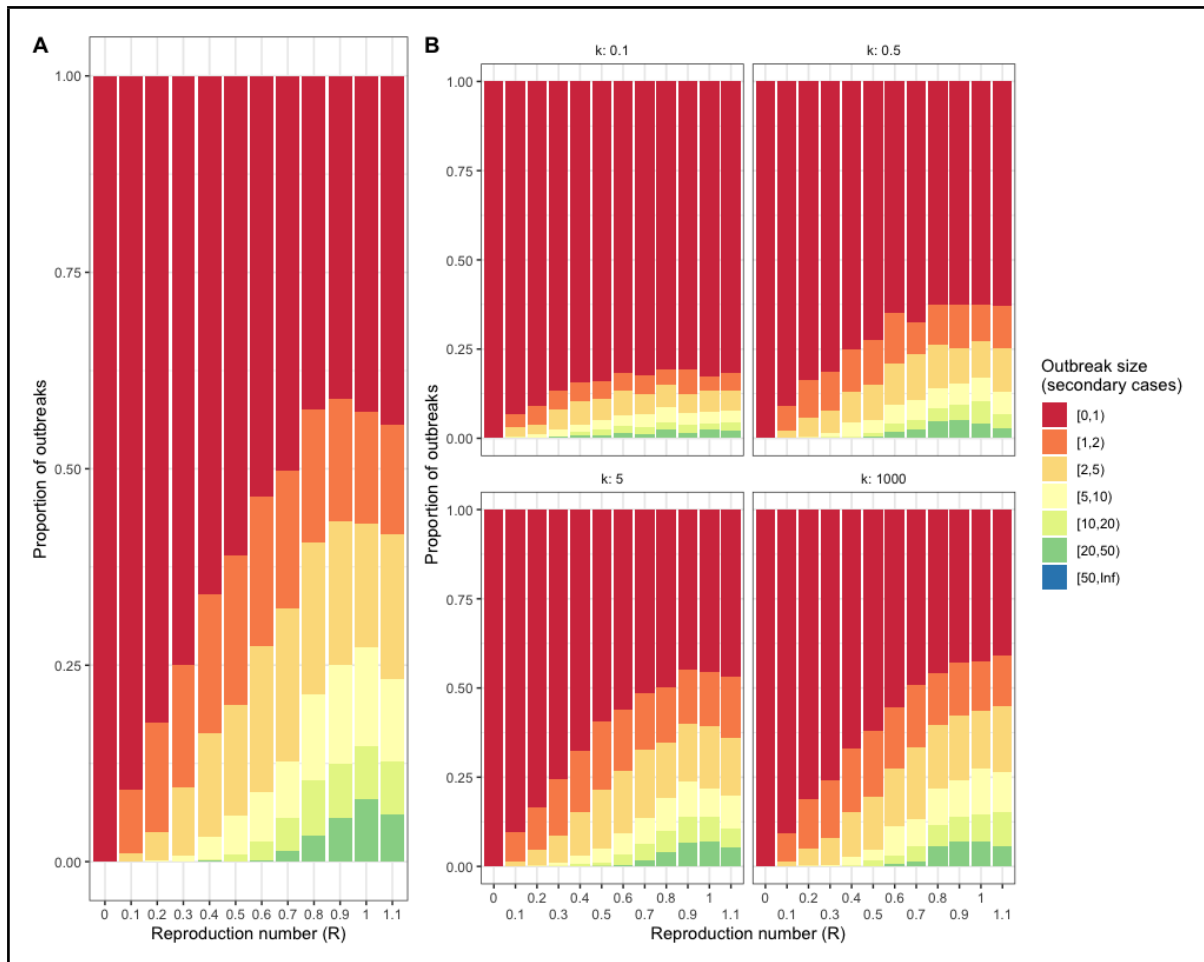 A
1.00
0.75
0.50
0.25
0.00
Proportion of outbreaks
0 0.1 0.2 0.3 0.4 0.5 0.6 0.7 0.8 0.9 1 1.1
Reproduction number (R)
B
k: 0.1
k: 0.5
1.00
0.75
0.50
0.25
0.00
k: 5
k: 1000
1.00
0.75
0.50
0.25
0.00
Proportion of outbreaks
0 0.2 0.4 0.6 0.8 1
0.1 0.3 0.5 0.7 0.9 1.1
0 0.2 0.4 0.6 0.8 1
0.1 0.3 0.5 0.7 0.9 1.1
Reproduction number (R)
Outbreak size
(secondary cases)
[0,1)
[1,2)
[2,5)
[5,10)
[10,20)
[20,50)
[50,Inf)